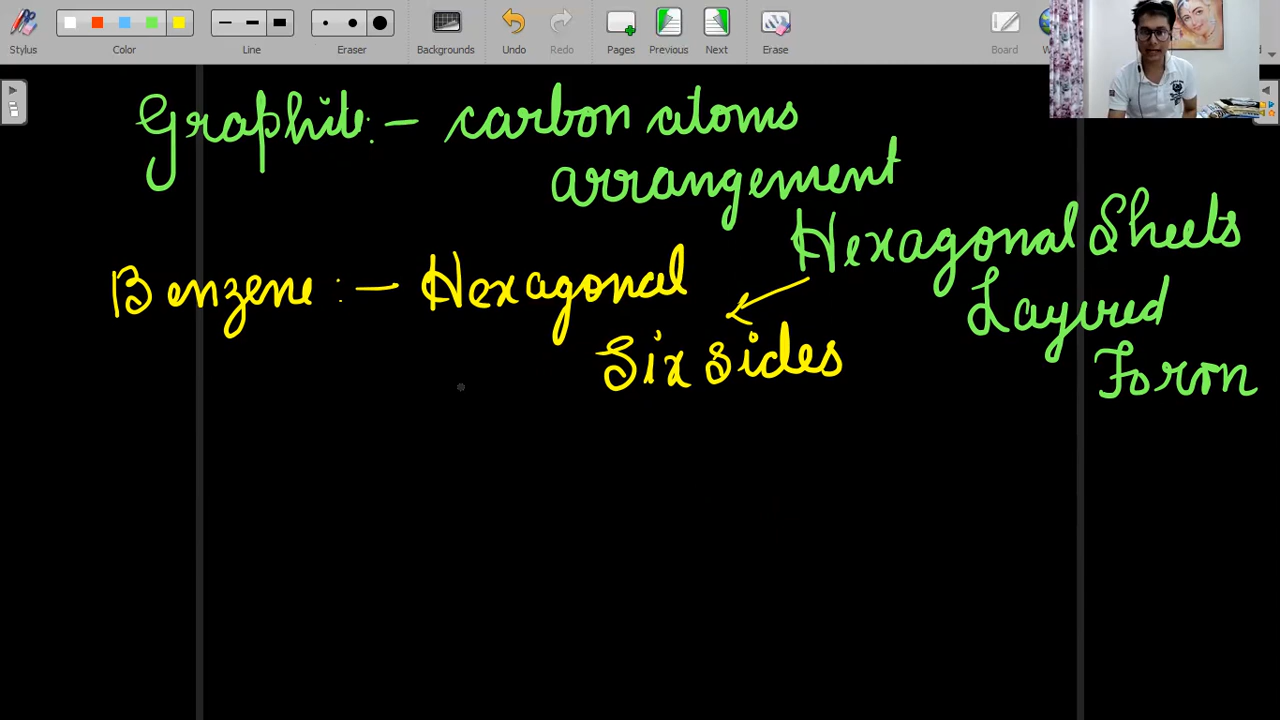 Stylus
Color
Line
Eraser
Backgrounds
Undo
Redo
Pages
Previous
Next
Erase
Board
Graphite:- carbon atoms
arrangement
Hexagonal Sheets
Layered
Form
Benzene:- Hexagonal
Six sides